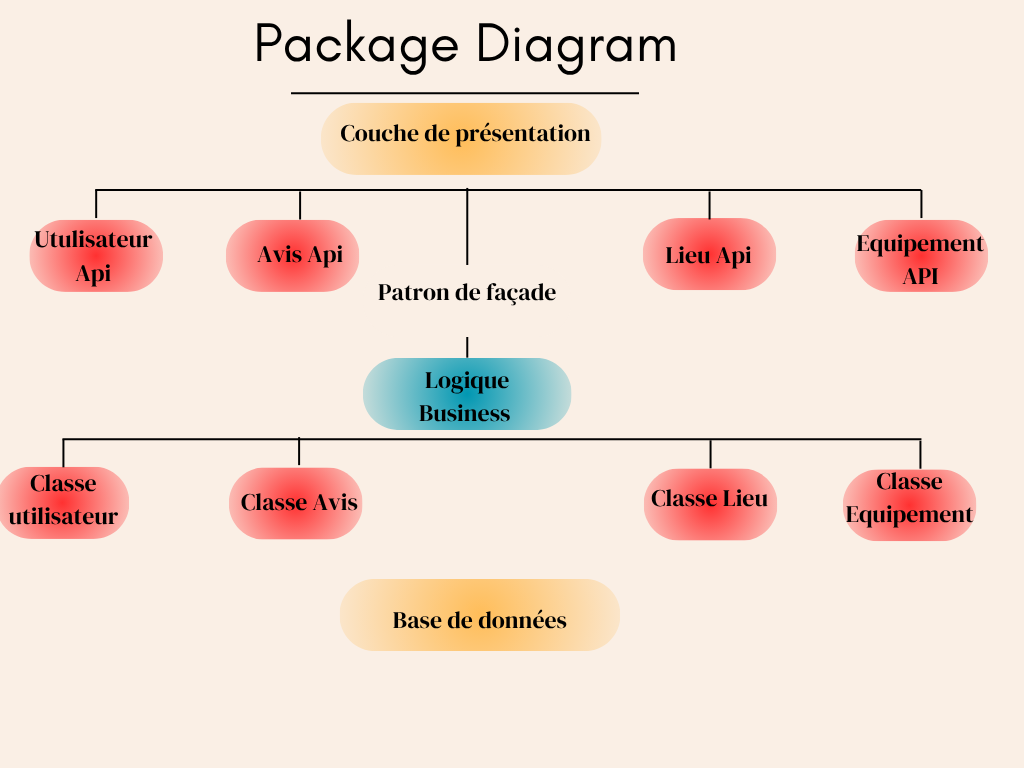 Package Diagram
Couche de présentation
Utulisateur
Api
Avis Api
Lieu Api
Equipement
API
Patron de façade
Logique
Business
Classe
utilisateur
Classe Avis
Classe Lieu
Classe
Equipement
Base de données